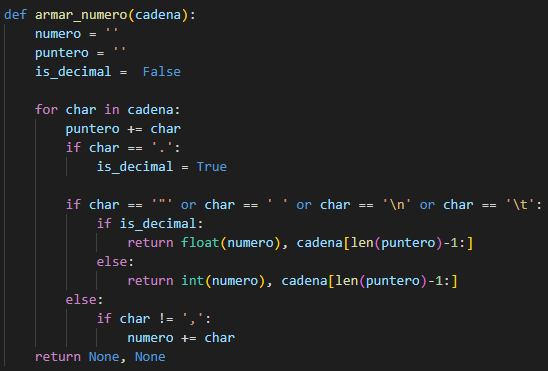 def armar_numero(cadena):
    numero = ''
    puntero = ''
    is_decimal =  False

    for char in cadena:
        puntero += char
        if char == '.':
            is_decimal = True

        if char == '"' or char == ' ' or char == '\n' or char == '\t':
            if is_decimal:
                return float(numero), cadena[len(puntero)-1:]
            else:
                return int(numero), cadena[len(puntero)-1:]
        else:
            if char != ',':
                numero += char
    return None, None